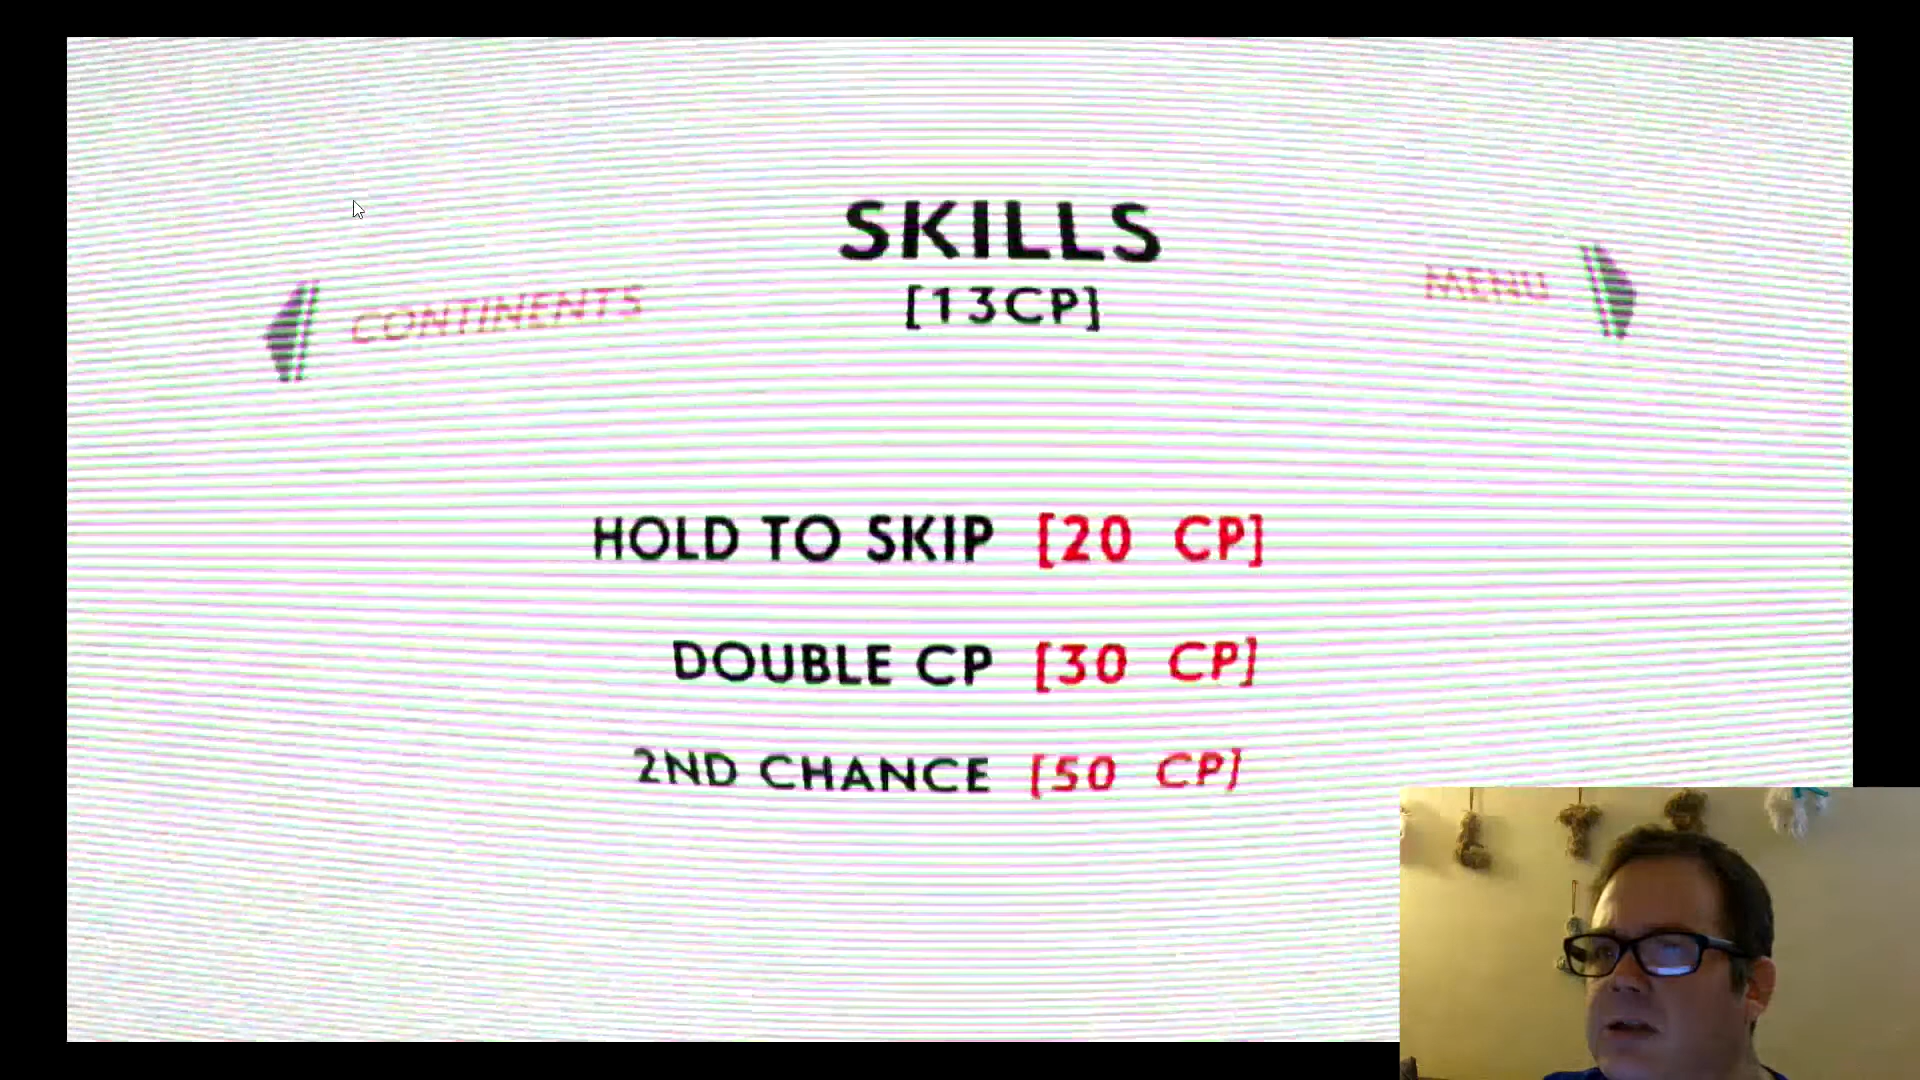 SKILLS
[13CP]
CONTINENTS
MENU
HOLD TO SKIP [20 CP]
DOUBLE CP [30 CP]
2ND CHANCE [50 CP]